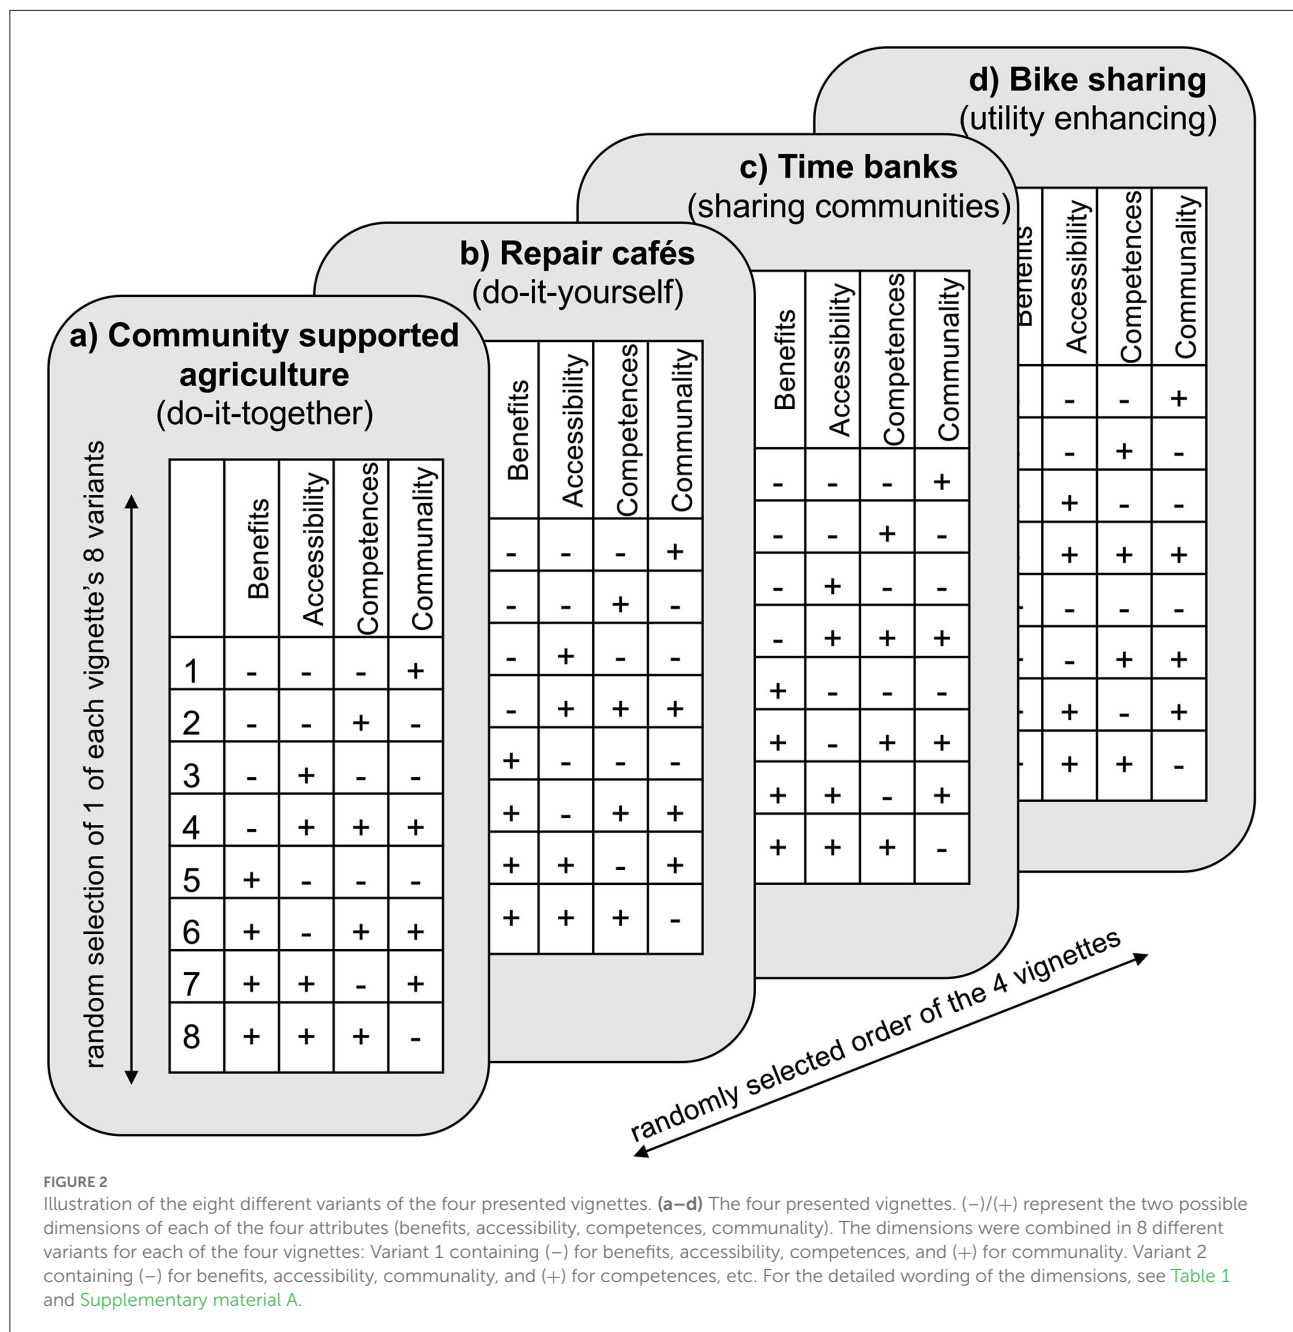 d) Bike sharing
(utility enhancing)
Benefits Accessibility Competences Communality
- - +
- + -
+ - -
+ + +
- - - -
- - + +
- + - +
- + + -
c) Time banks
(sharing communities)
Benefits Accessibility Competences Communality
- - - +
- - + -
- + - -
- + + +
+ - - -
+ - + +
+ + - +
+ + + -
b) Repair cafés
(do-it-yourself)
Benefits Accessibility Competences Communality
- - - +
- - + -
- + - -
- + + +
+ - - -
+ - + +
+ + - +
+ + + -
a) Community supported
agriculture
(do-it-together)
Benefits Accessibility Competences Communality
1 - - - +
2 - - + -
3 - + - -
4 - + + +
5 + - - -
6 + - + +
7 + + - +
8 + + + -
random selection of 1 of each vignette's 8 variants
randomly selected order of the 4 vignettes
FIGURE 2
Illustration of the eight different variants of the four presented vignettes. (a–d) The four presented vignettes. (−)/(+) represent the two possible
dimensions of each of the four attributes (benefits, accessibility, competences, communality). The dimensions were combined in 8 different
variants for each of the four vignettes: Variant 1 containing (−) for benefits, accessibility, competences, and (+) for communality. Variant 2
containing (−) for benefits, accessibility, communality, and (+) for competences, etc. For the detailed wording of the dimensions, see Table 1
and Supplementary material A.